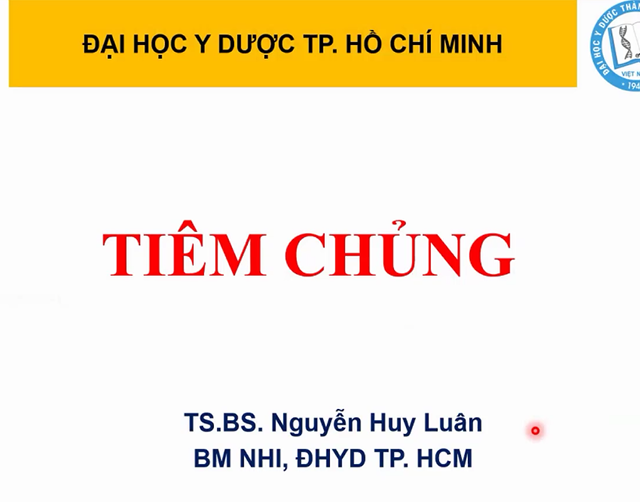 ĐẠI HỌC Y DƯỢC TP. HỒ CHÍ MINH
TIÊM CHỦNG
TS.BS. Nguyễn Huy Luân
BM NHI, ĐHYD TP. HCM